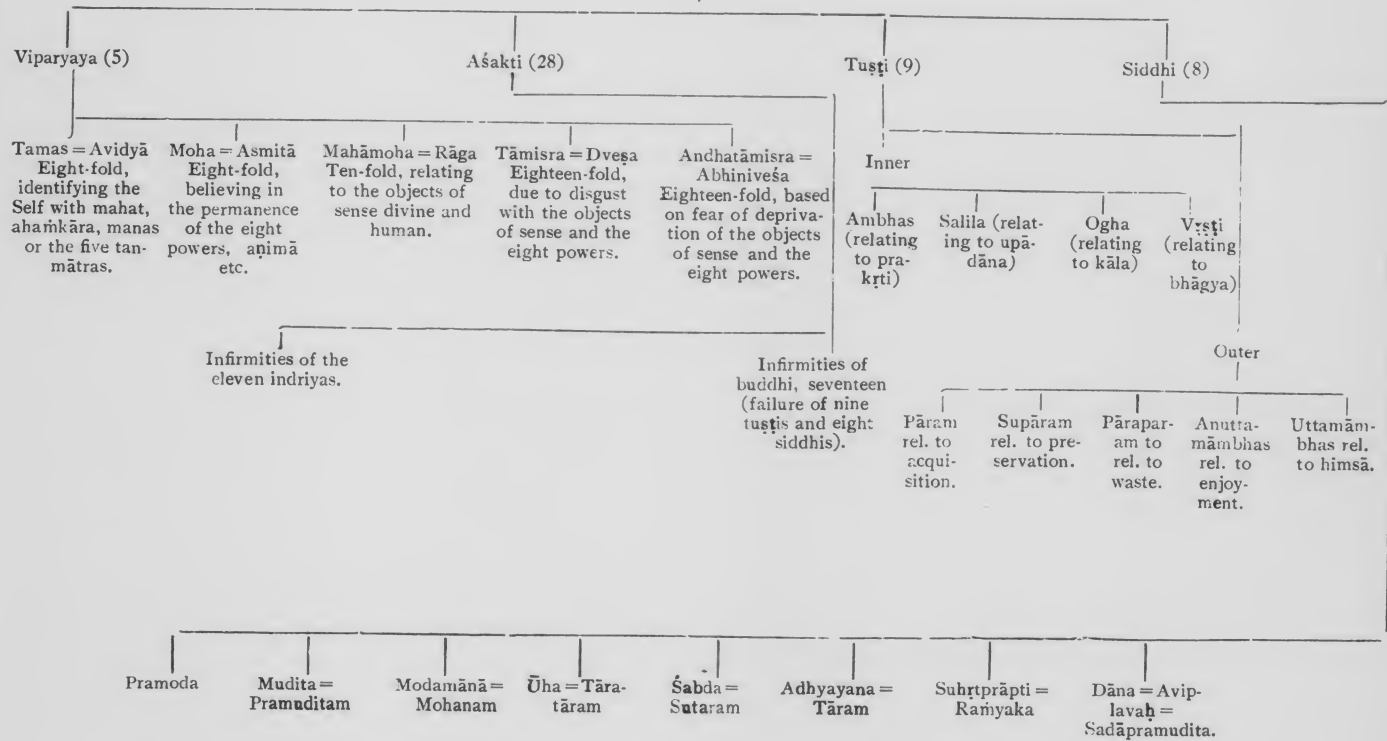 Viparyaya (5)
Aśakti (28)
Tuṣṭi (9)
Siddhi (8)
Tamas = Avidyā
Eight-fold,
identifying the
Self with mahat,
ahaṁkāra, manas
or the five tan-
mātras.
Moha = Asmitā
Eight-fold,
believing in
the permanence
of the eight
powers, aṇimā
etc.
Mahāmoha = Rāga
Ten-fold, relating
to the objects of
sense divine and
human.
Tāmisra = Dveṣa
Eighteen-fold,
due to disgust
with the objects
of sense and the
eight powers.
Andhatāmisra =
Abhiniveśa
Eighteen-fold, based
on fear of depriva-
tion of the objects
of sense and the
eight powers.
Inner
Ambhas
(relating
to pra-
kṛti)
Salila (relat-
ing to upā-
dāna)
Ogha
(relating
to kāla)
Vṛṣṭi
(relating
to
bhāgya)
Infirmities of the
eleven indriyas.
Infirmities of
buddhi, seventeen
(failure of nine
tuṣṭis and eight
siddhis).
Outer
Pāram
rel. to
acqui-
sition.
Supāram
rel. to pre-
servation.
Pārapar-
am to
rel. to
waste.
Anutta-
māmbhas
rel. to
enjoy-
ment.
Uttamām-
bhas rel.
to himsā.
Pramoda
Mudita =
Pramuditam
Modamānā =
Mohanam
Ūha = Tāra-
tāram
Śabda =
Sutaram
Adhyayana =
Tāram
Suhṛtprāpti =
Raṁyaka
Dāna = Avip-
lavaḥ =
Sadāpramudita.